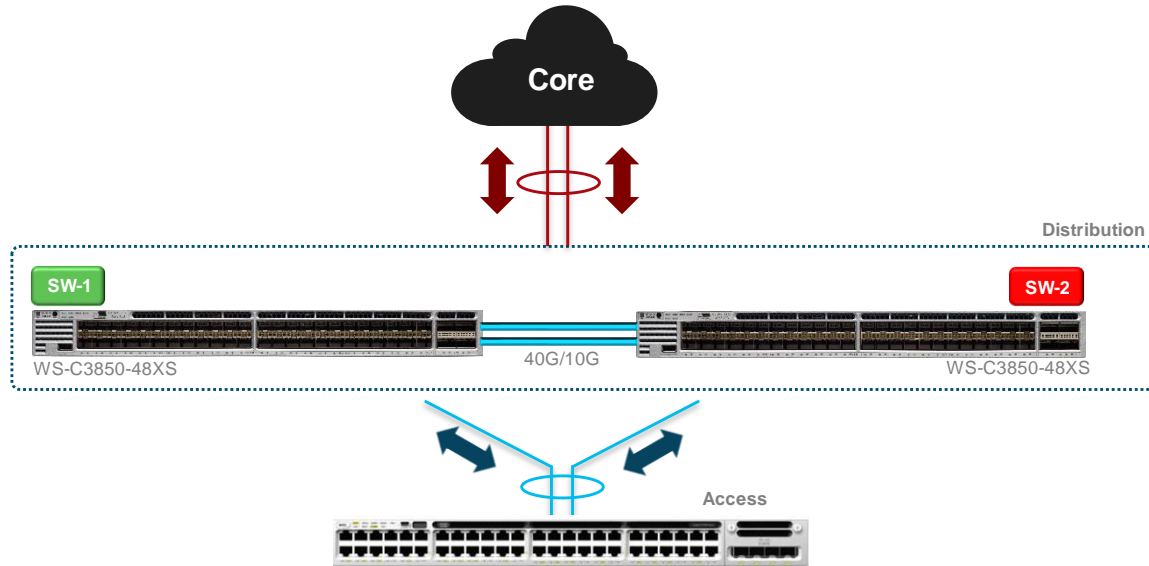 Core
Distribution
SW-1
SW-2
40G/10G
WS-C3850-48XS
WS-C3850-48XS
Access